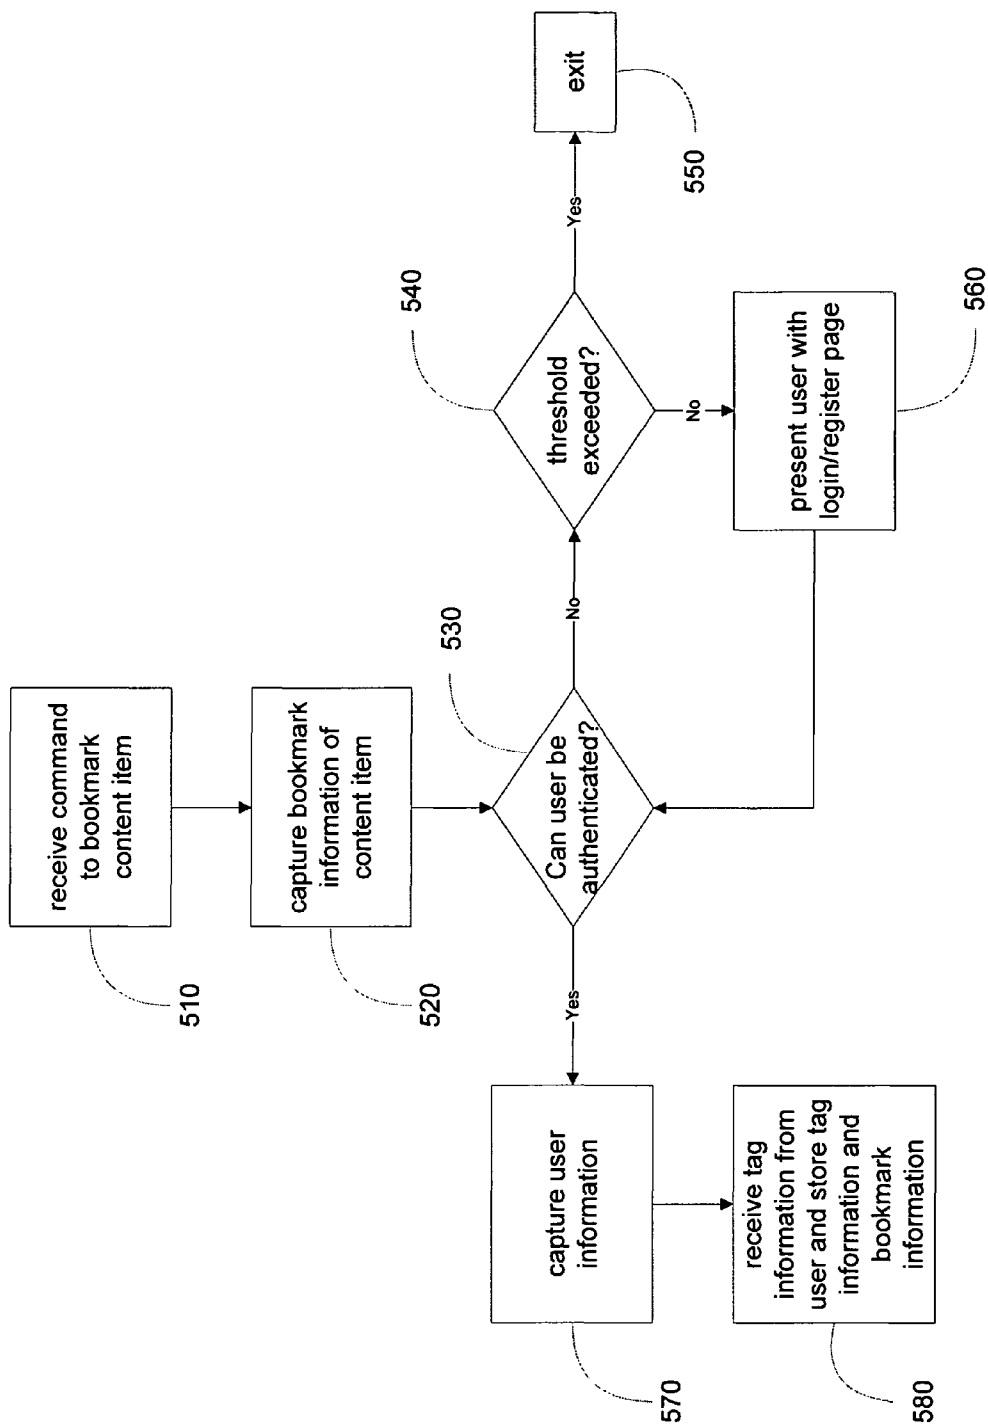 receive command
to bookmark
content item
510
capture bookmark
information of
content item
520
Can user be
authenticated?
530
No
threshold
exceeded?
540
Yes
exit
550
No
present user with
login/register page
560
Yes
capture user
information
570
receive tag
information from
user and store tag
information and
bookmark
information
580